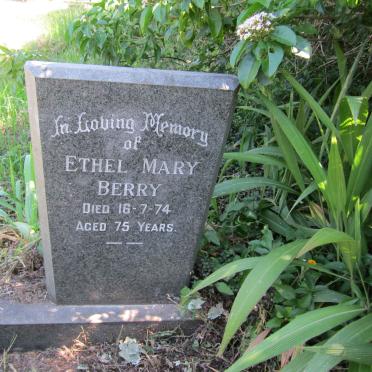 In Loving Memory
of
ETHEL MARY
BERRY
DIED 16-7-74
AGED 75 YEARS.